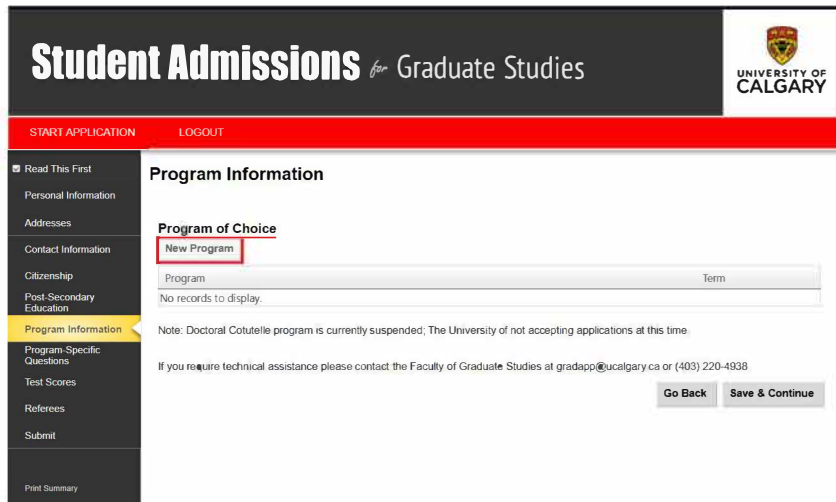 Student Admissions for Graduate Studies
UNIVERSITY OF
CALGARY
START APPLICATION LOGOUT
Read This First
Personal Information
Addresses
Contact Information
Citizenship
Post-Secondary
Education
Program Information
Program-Specific
Questions
Test Scores
Referees
Submit
Print Summary
Program Information
Program of Choice
New Program
Program Term
No records to display.
Note: Doctoral Cotutelle program is currently suspended; The University of not accepting applications at this time
If you require technical assistance please contact the Faculty of Graduate Studies at gradapp@ucalgary.ca or (403) 220-4938
Go Back Save & Continue